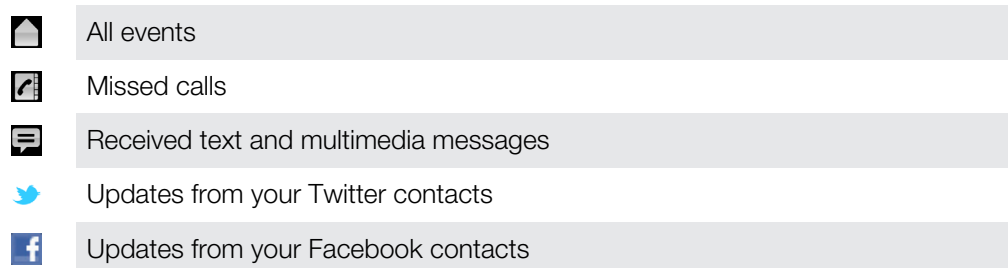 All events
Missed calls
Received text and multimedia messages
Updates from your Twitter contacts
Updates from your Facebook contacts